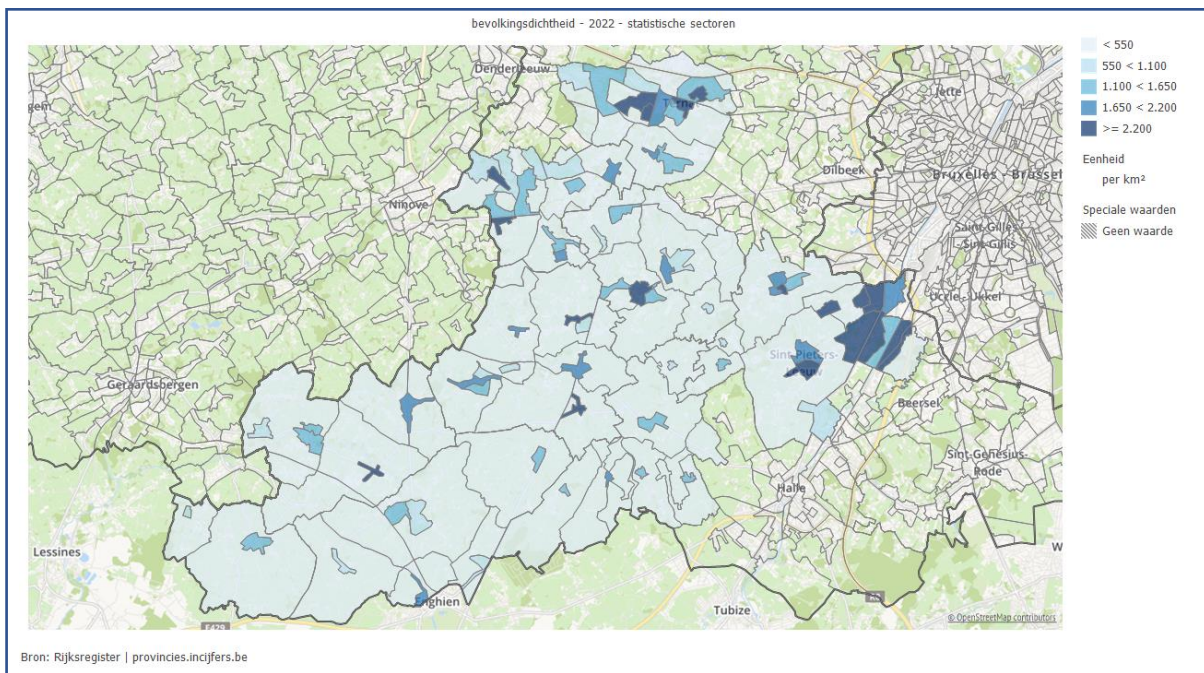 bevolkingsdichtheid - 2022 - statistische sectoren
< 550
550 < 1.100
1.100 < 1.650
1.650 < 2.200
>= 2.200
Eenheid
per km²
Speciale waarden
Geen waarde
Denderleeuw
Jette
Dilbeek
Bruxelles - Brussel
Ninove
Saint-Gilles
- Sint-Gillis
Uccle - Ukkel
Sint-Pieters-
Geraardsbergen
Beersel
Sint-Genesius-
Rode
Halle
Lessines
W
Enghien
Tubize
E429
© OpenStreetMap contributors
Bron: Rijksregister | provincies.incijfers.be